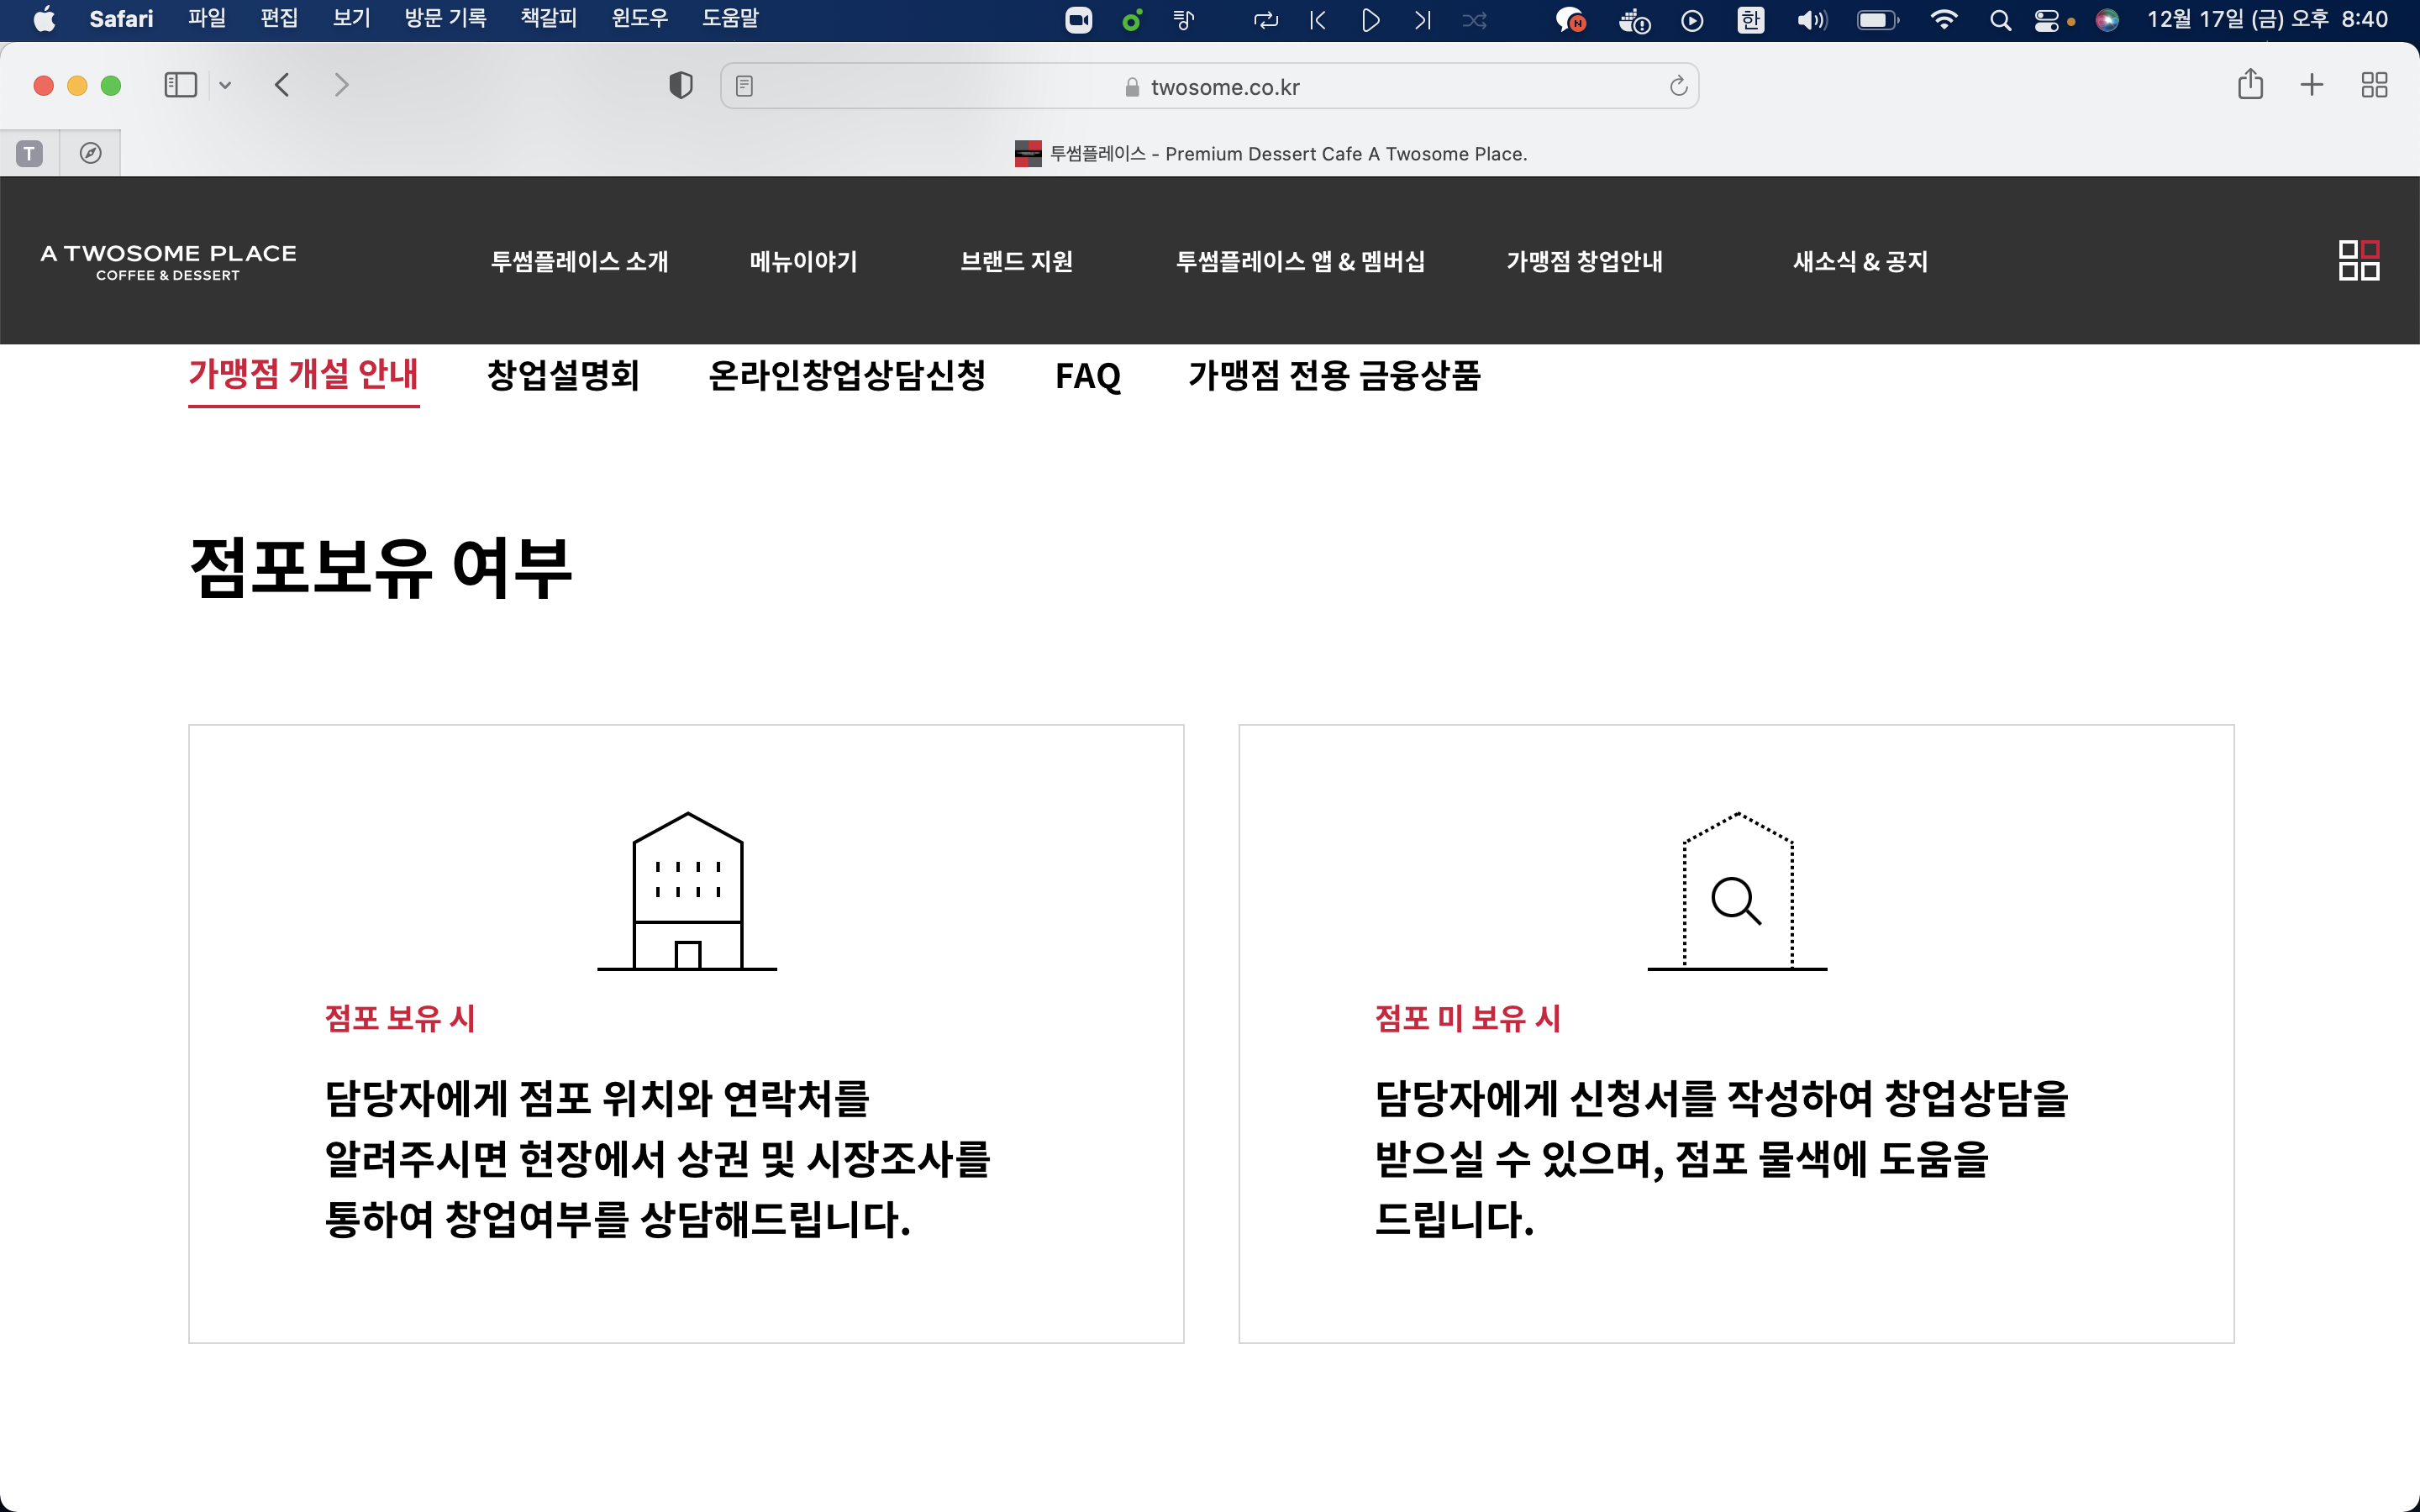 Safari 파일 편집 보기 방문 기록 책갈피 윈도우 도움말 N 한 12월 17일 (금) 오후 8:40
twosome.co.kr
T 투썸플레이스 - Premium Dessert Cafe A Twosome Place.
A TWOSOME PLACE
COFFEE & DESSERT
투썸플레이스 소개 메뉴이야기 브랜드 지원 투썸플레이스 앱 & 멤버십 가맹점 창업안내 새소식 & 공지
가맹점 개설 안내 창업설명회 온라인창업상담신청 FAQ 가맹점 전용 금융상품
점포보유 여부
점포 보유 시
담당자에게 점포 위치와 연락처를
알려주시면 현장에서 상권 및 시장조사를
통하여 창업여부를 상담해드립니다.
점포 미 보유 시
담당자에게 신청서를 작성하여 창업상담을
받으실 수 있으며, 점포 물색에 도움을
드립니다.